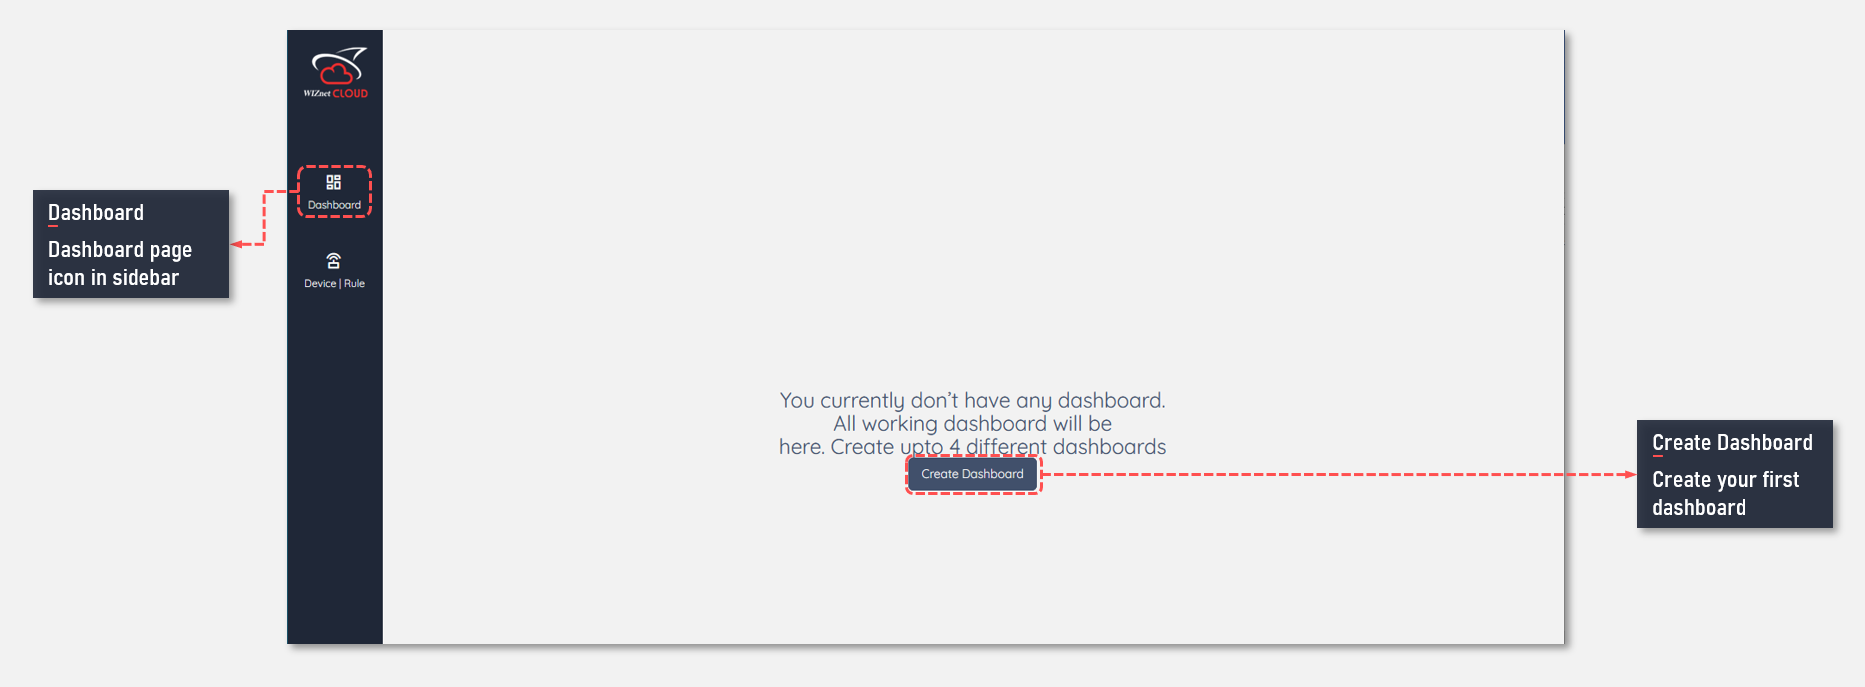 WIZnet CLOUD
Dashboard
Device | Rule
Dashboard
Dashboard page
icon in sidebar
You currently don't have any dashboard.
All working dashboard will be
here. Create upto 4 different dashboards
Create Dashboard
Create Dashboard
Create your first
dashboard